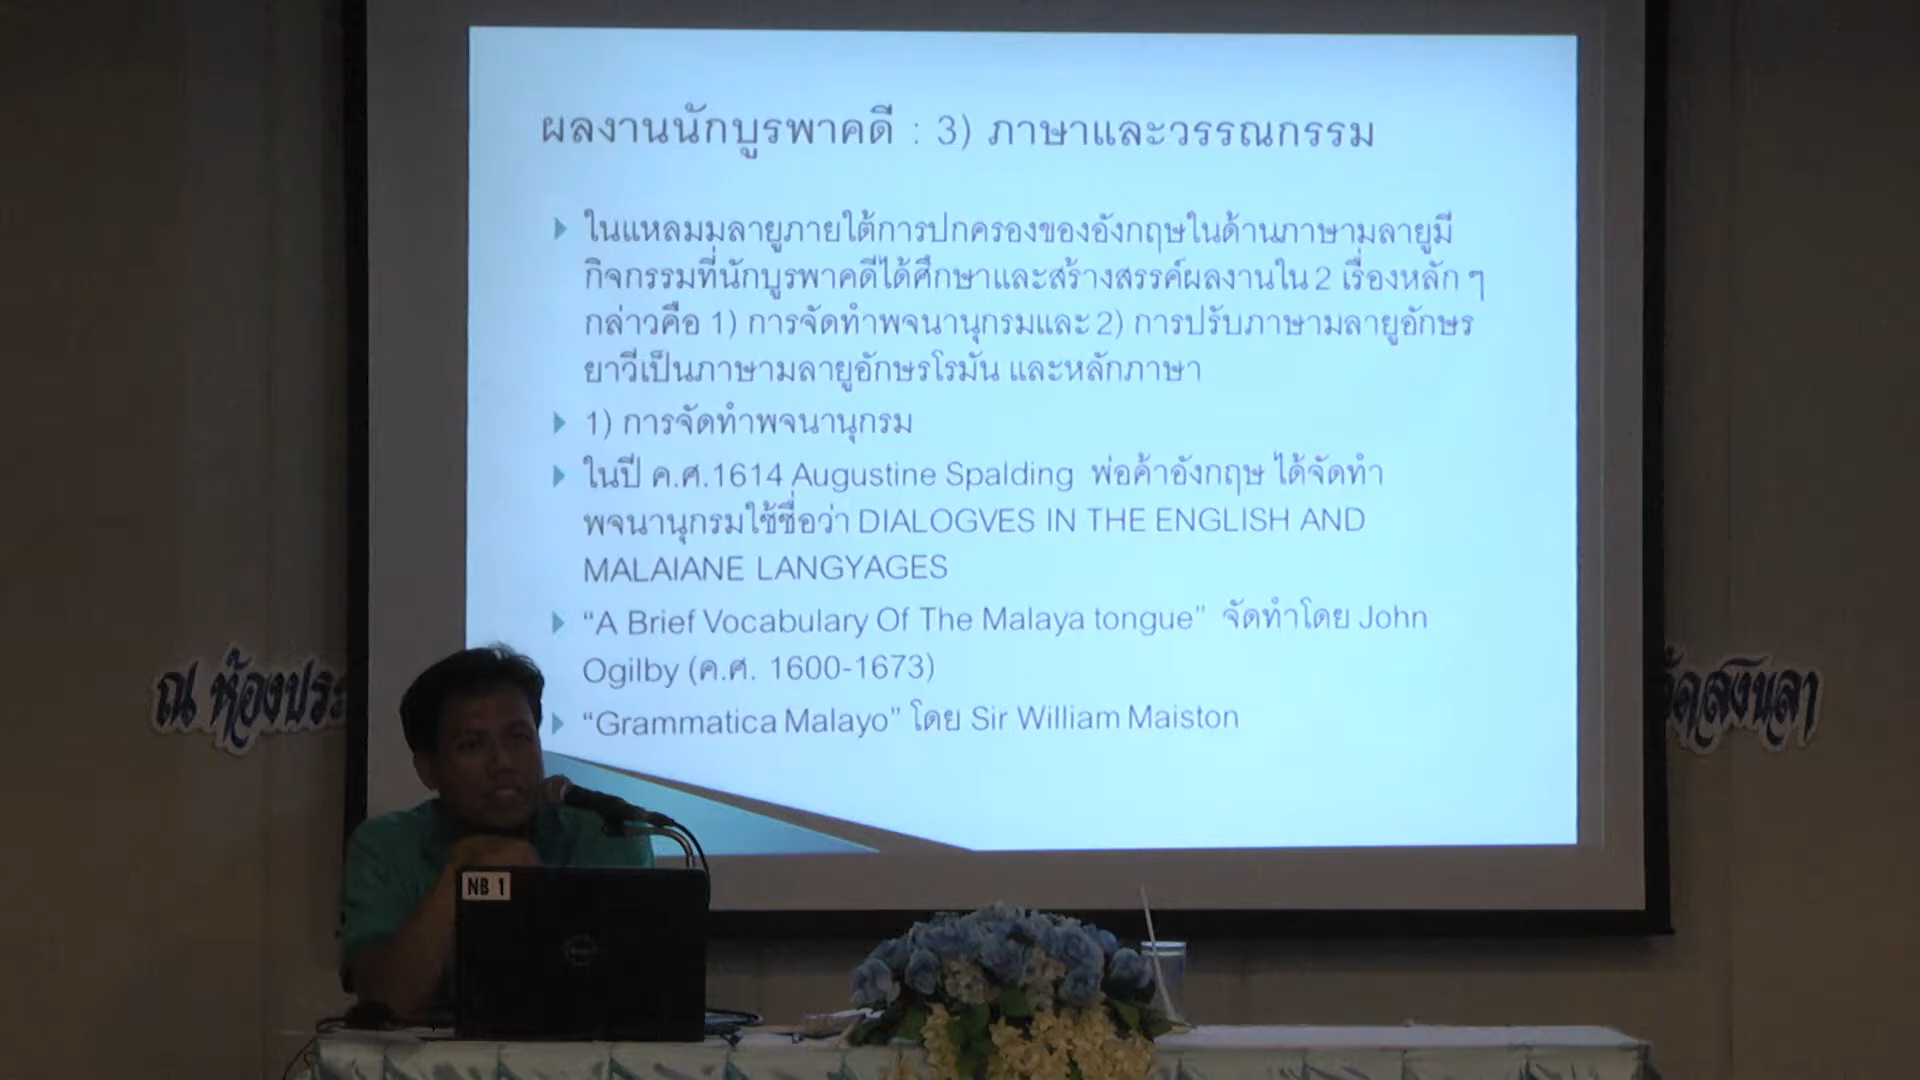 ผลงานนักบูรพาคดี : 3) ภาษาและวรรณกรรม
ในแหลมมลายูภายใต้การปกครองของอังกฤษในด้านภาษามลายูมี
กิจกรรมที่นักบูรพาคดีได้ศึกษาและสร้างสรรค์ผลงานใน 2 เรื่องหลัก ๆ
กล่าวคือ 1) การจัดทำพจนานุกรมและ 2) การปรับภาษามลายูอักษร
ยาวีเป็นภาษามลายูอักษรโรมัน และหลักภาษา
1) การจัดทำพจนานุกรม
ในปี ค.ศ.1614 Augustine Spalding พ่อค้าอังกฤษ ได้จัดทำ
พจนานุกรมใช้ชื่อว่า DIALOGVES IN THE ENGLISH AND
MALAIANE LANGYAGES
“A Brief Vocabulary Of The Malaya tongue” จัดทำโดย John
Ogilby (ค.ศ. 1600-1673)
“Grammatica Malayo” โดย Sir William Maiston
ณ ห้องประ
สงขลา
NB 1
DELL